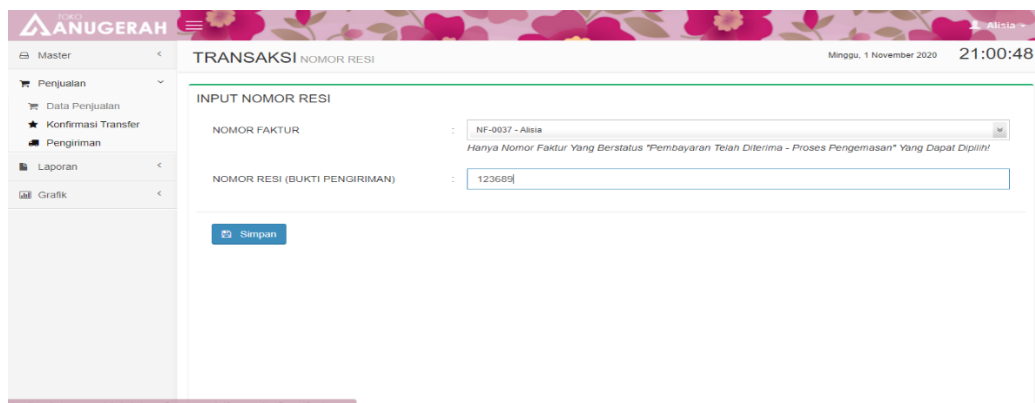 TOKO
ANUGERAH
Alisia
Master
TRANSAKSI NOMOR RESI
Minggu, 1 November 2020
21:00:48
Penjualan
Data Penjualan
Konfirmasi Transfer
Pengiriman
Laporan
Grafik
INPUT NOMOR RESI
NOMOR FAKTUR : NF-0037 - Alisia
Hanya Nomor Faktur Yang Berstatus "Pembayaran Telah Diterima - Proses Pengemasan" Yang Dapat Dipilih!
NOMOR RESI (BUKTI PENGIRIMAN) : 123689
Simpan